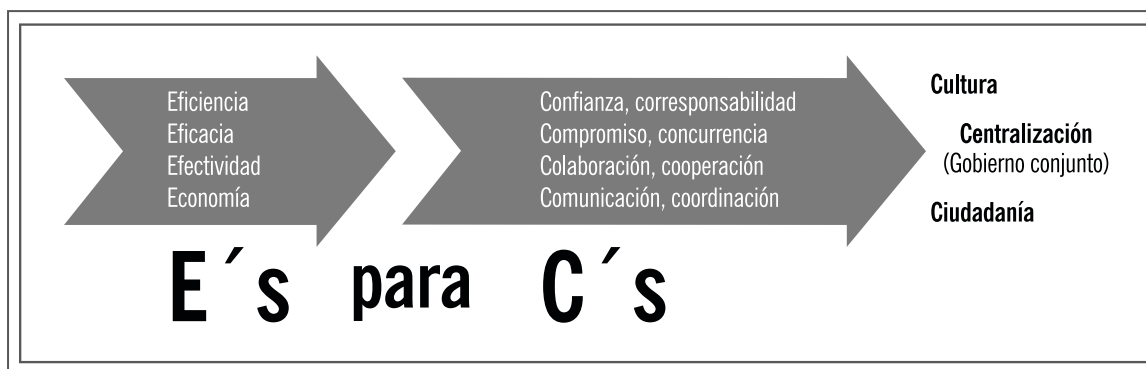 Eficiencia
Eficacia
Efectividad
Economía
Confianza, corresponsabilidad
Compromiso, concurrencia
Colaboración, cooperación
Comunicación, coordinación
Cultura
Centralización
(Gobierno conjunto)
Ciudadanía
E´s para C´s